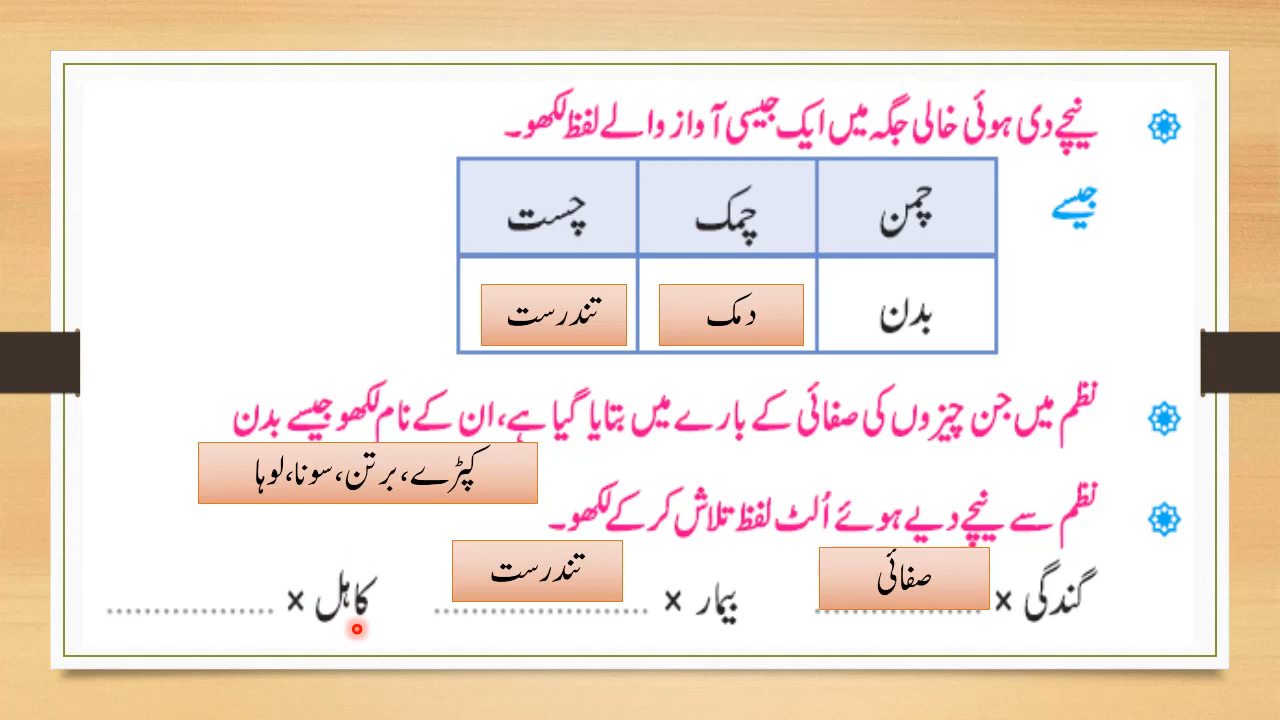 نیچے دی ہوئی خالی جگہ میں ایک جیسی آواز والے لفظ لکھو۔
جیسے
چمن چمک چست
بدن دمک تندرست
نظم میں جن چیزوں کی صفائی کے بارے میں بتایا گیا ہے، ان کے نام لکھو جیسے بدن
کپڑے، برتن، سونا، لوہا
نظم سے نیچے دیے ہوئے اُلٹ لفظ تلاش کر کے لکھو۔
گندگی × صفائی بیمار × تندرست کاہل × ....................